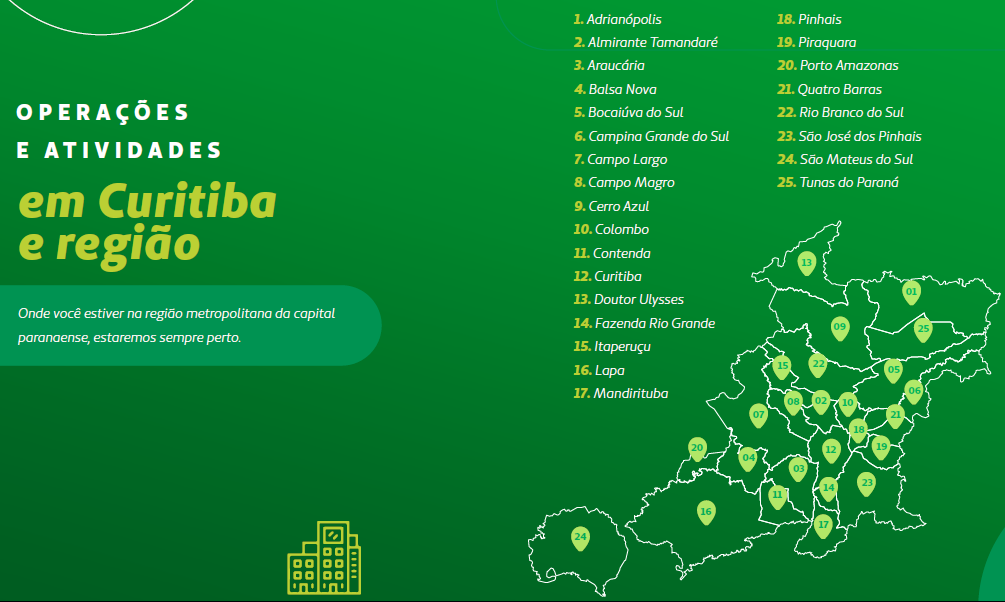 OPERAÇÕES
E ATIVIDADES
em Curitiba
e região
Onde você estiver na região metropolitana da capital
paranaense, estaremos sempre perto.
1. Adrianópolis
2. Almirante Tamandaré
3. Araucária
4. Balsa Nova
5. Bocaiúva do Sul
6. Campina Grande do Sul
7. Campo Largo
8. Campo Magro
9. Cerro Azul
10. Colombo
11. Contenda
12. Curitiba
13. Doutor Ulysses
14. Fazenda Rio Grande
15. Itaperuçu
16. Lapa
17. Mandirituba
18. Pinhais
19. Piraquara
20. Porto Amazonas
21. Quatro Barras
22. Rio Branco do Sul
23. São José dos Pinhais
24. São Mateus do Sul
25. Tunas do Paraná
13
01
09
25
15
22
05
06
08
02
10
07
21
18
20
04
12
19
03
23
11
14
16
17
24